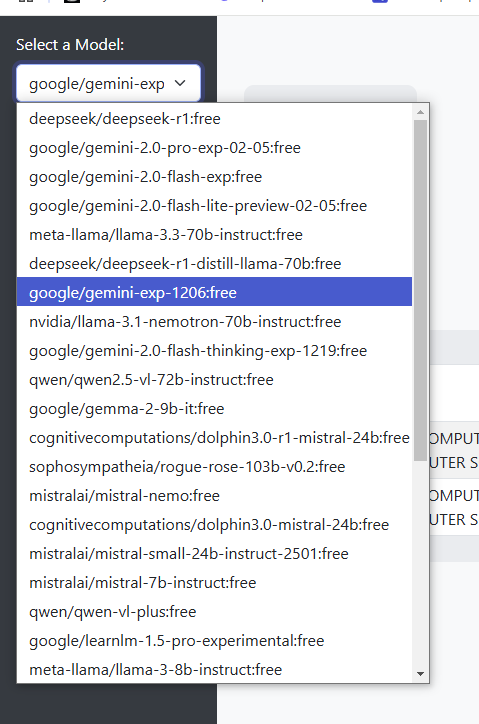 Select a Model:
google/gemini-exp
deepseek/deepseek-r1:free
google/gemini-2.0-pro-exp-02-05:free
google/gemini-2.0-flash-exp:free
google/gemini-2.0-flash-lite-preview-02-05:free
meta-llama/llama-3.3-70b-instruct:free
deepseek/deepseek-r1-distill-llama-70b:free
google/gemini-exp-1206:free
nvidia/llama-3.1-nemotron-70b-instruct:free
google/gemini-2.0-flash-thinking-exp-1219:free
qwen/qwen2.5-vl-72b-instruct:free
google/gemma-2-9b-it:free
cognitivecomputations/dolphin3.0-r1-mistral-24b:free
OMPUT
sophosympatheia/rogue-rose-103b-v0.2:free
UTER S
mistralai/mistral-nemo:free
OMPUT
cognitivecomputations/dolphin3.0-mistral-24b:free
UTER S
mistralai/mistral-small-24b-instruct-2501:free
mistralai/mistral-7b-instruct:free
qwen/qwen-vl-plus:free
google/learnlm-1.5-pro-experimental:free
meta-llama/llama-3-8b-instruct:free